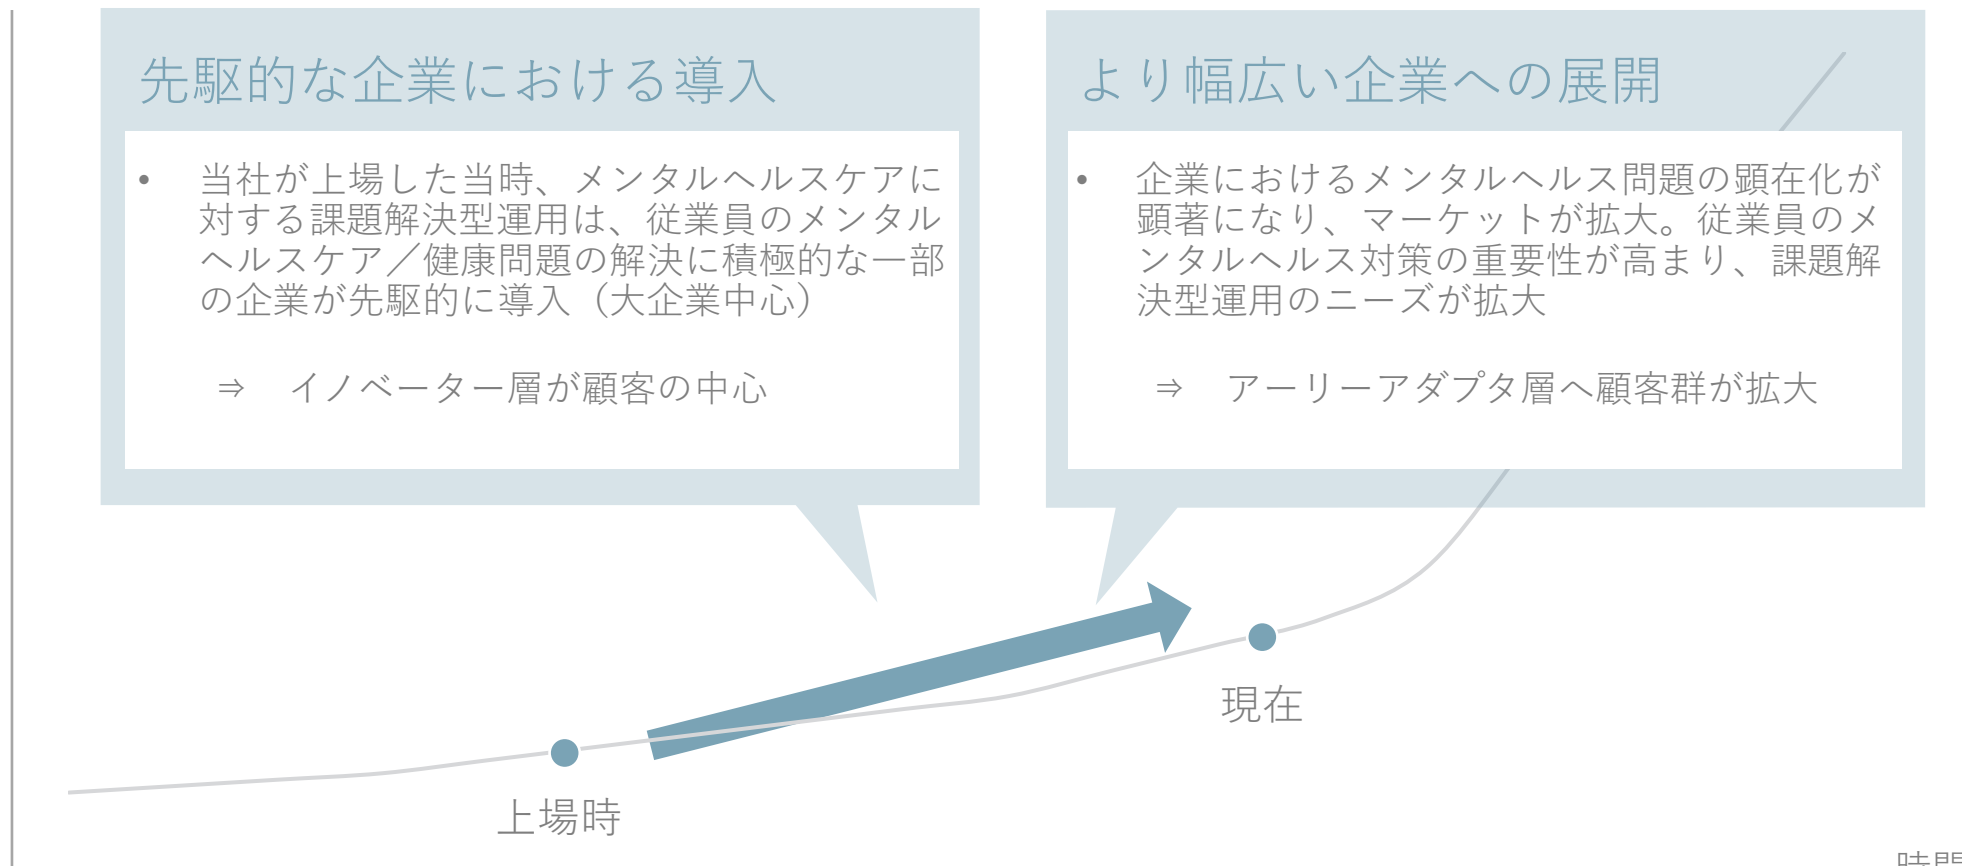 先駆的な企業における導入
• 当社が上場した当時、メンタルヘルスケアに
対する課題解決型運用は、従業員のメンタル
ヘルスケア／健康問題の解決に積極的な一部
の企業が先駆的に導入（大企業中心）
⇒ イノベーター層が顧客の中心
より幅広い企業への展開
• 企業におけるメンタルヘルス問題の顕在化が
顕著になり、マーケットが拡大。従業員のメ
ンタルヘルス対策の重要性が高まり、課題解
決型運用のニーズが拡大
⇒ アーリーアダプタ層へ顧客群が拡大
現在
上場時
時間